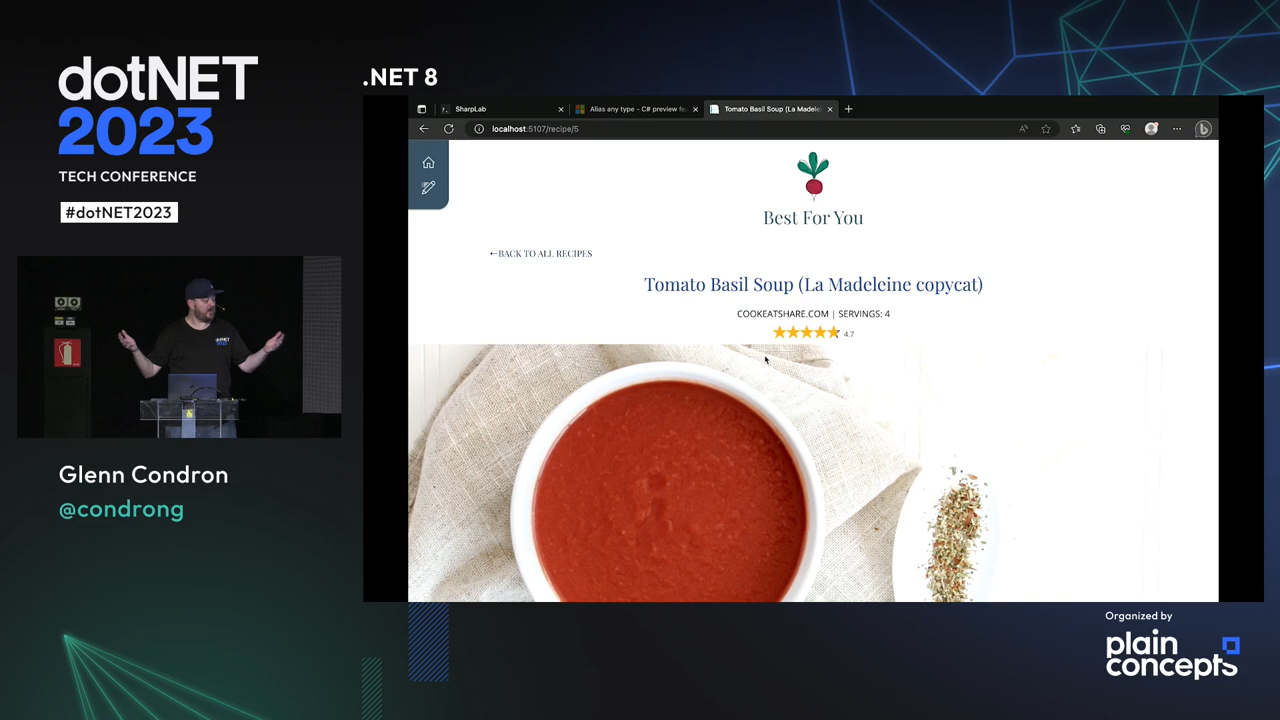 dotNET
2023
TECH CONFERENCE
#dotNET2023
Glenn Condron
@condrong
.NET 8
SharpLab
Alias any type - C# preview fe
Tomato Basil Soup (La Madele
localhost:5107/recipe/5
Best For You
←BACK TO ALL RECIPES
Tomato Basil Soup (La Madeleine copycat)
COOKEATSHARE.COM | SERVINGS: 4
4.7
Organized by
plain
concepts